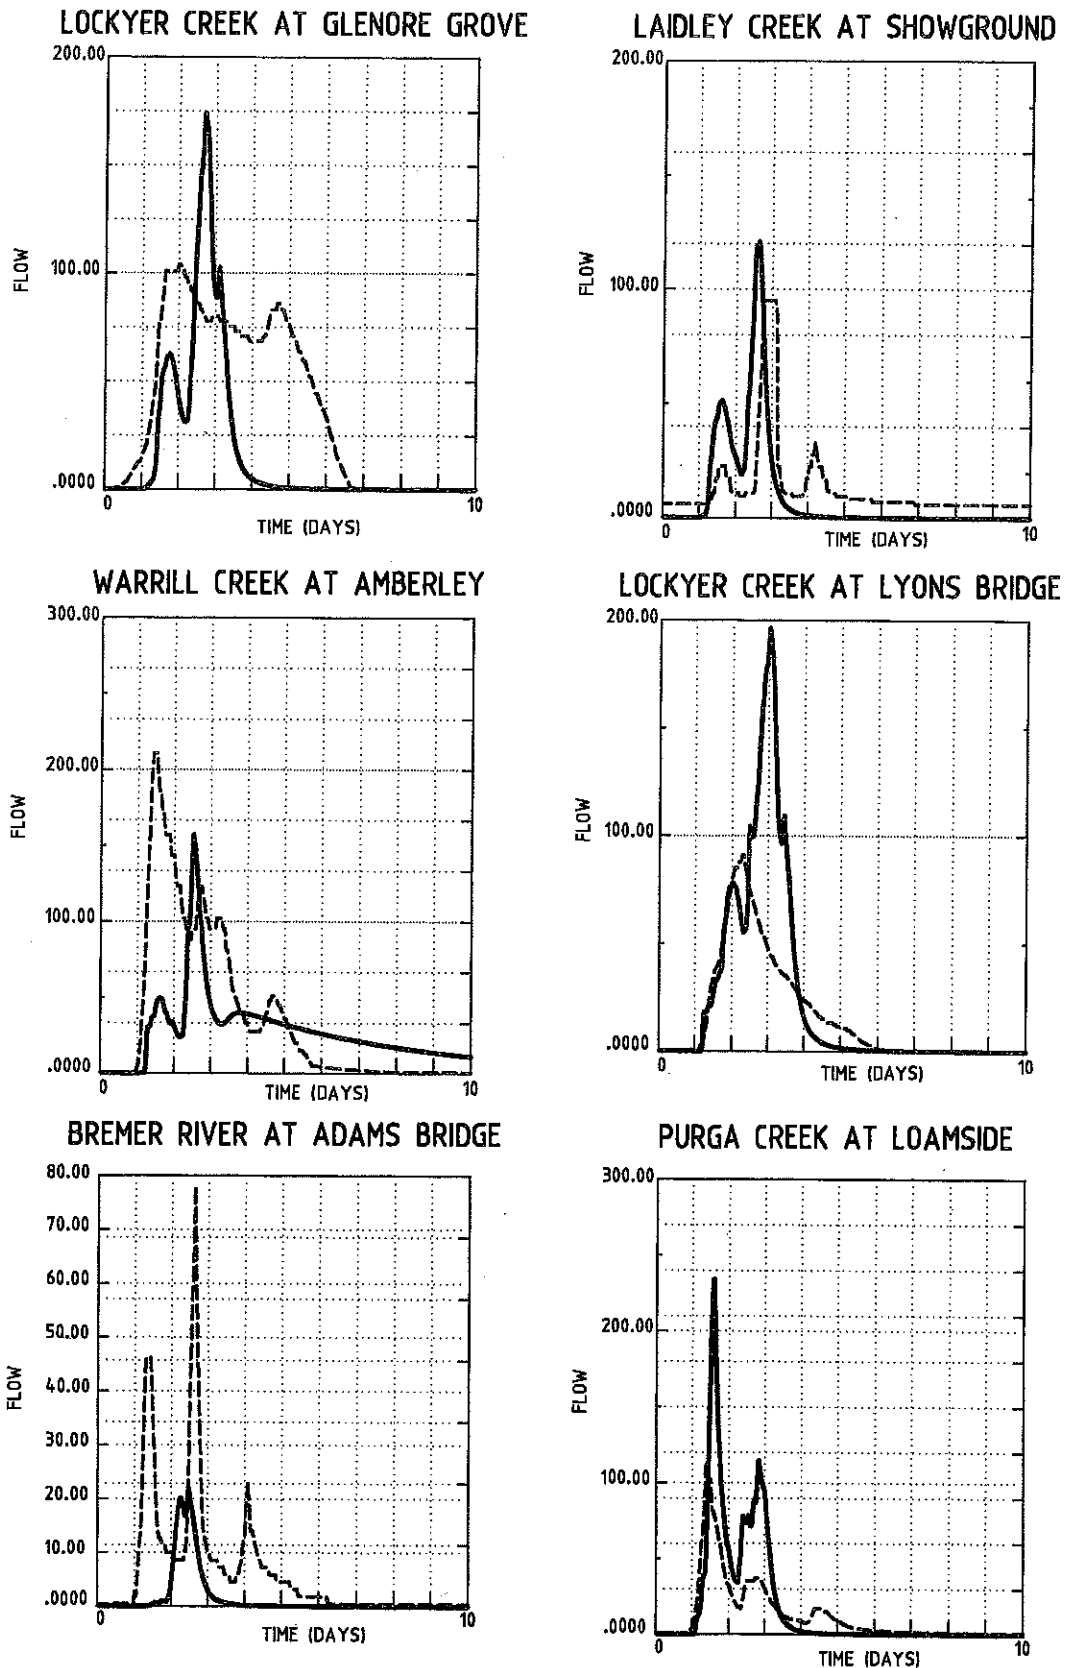 LOCKYER CREEK AT GLENORE GROVE
200.00
100.00
.0000
FLOW
0
10
TIME (DAYS)
LAIDLEY CREEK AT SHOWGROUND
200.00
100.00
.0000
FLOW
0
10
TIME (DAYS)
WARRILL CREEK AT AMBERLEY
300.00
200.00
100.00
.0000
FLOW
0
10
TIME (DAYS)
LOCKYER CREEK AT LYONS BRIDGE
200.00
100.00
.0000
FLOW
0
10
TIME (DAYS)
BREMER RIVER AT ADAMS BRIDGE
80.00
70.00
60.00
50.00
40.00
30.00
20.00
10.00
.0000
FLOW
0
10
TIME (DAYS)
PURGA CREEK AT LOAMSIDE
300.00
200.00
100.00
.0000
FLOW
0
10
TIME (DAYS)